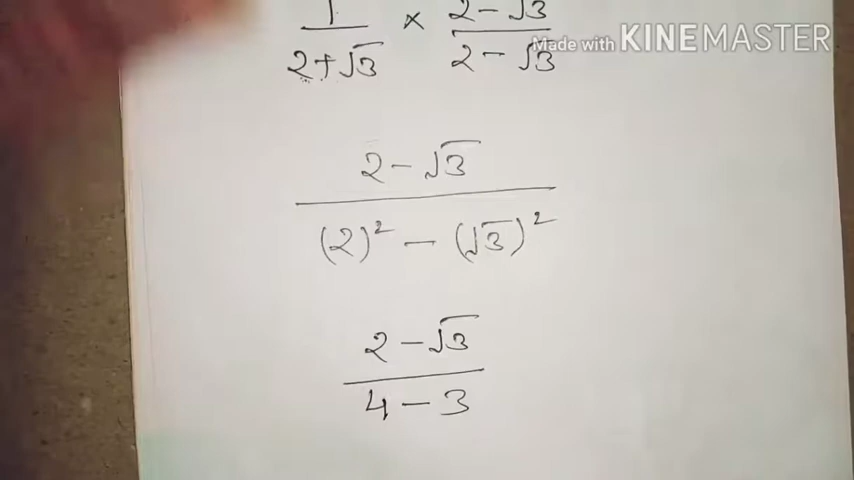 1/(2+√3) × (2-√3)/(2-√3)
Made with KINEMASTER
(2-√3)/((2)² - (√3)²)
(2-√3)/(4-3)